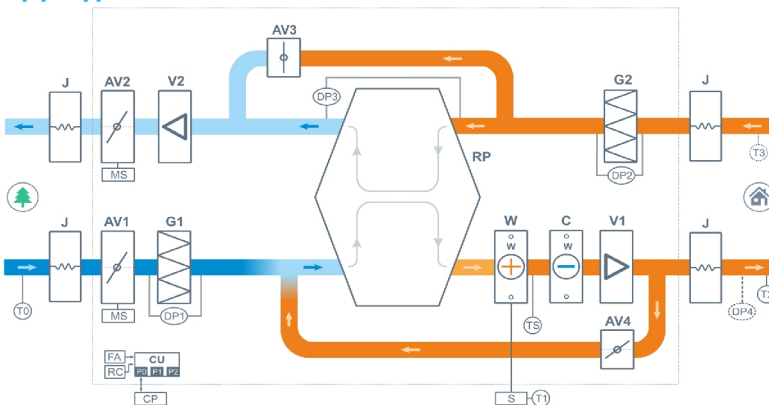 AV3
J
AV2
V2
DP3
G2
J
RP
MS
DP2
T3
J
AV1
G1
W
C
V1
J
W
W
T0
MS
DP1
TS
DP4
AV4
FA
RC
CU
P0 P1 P2
CP
S
T1